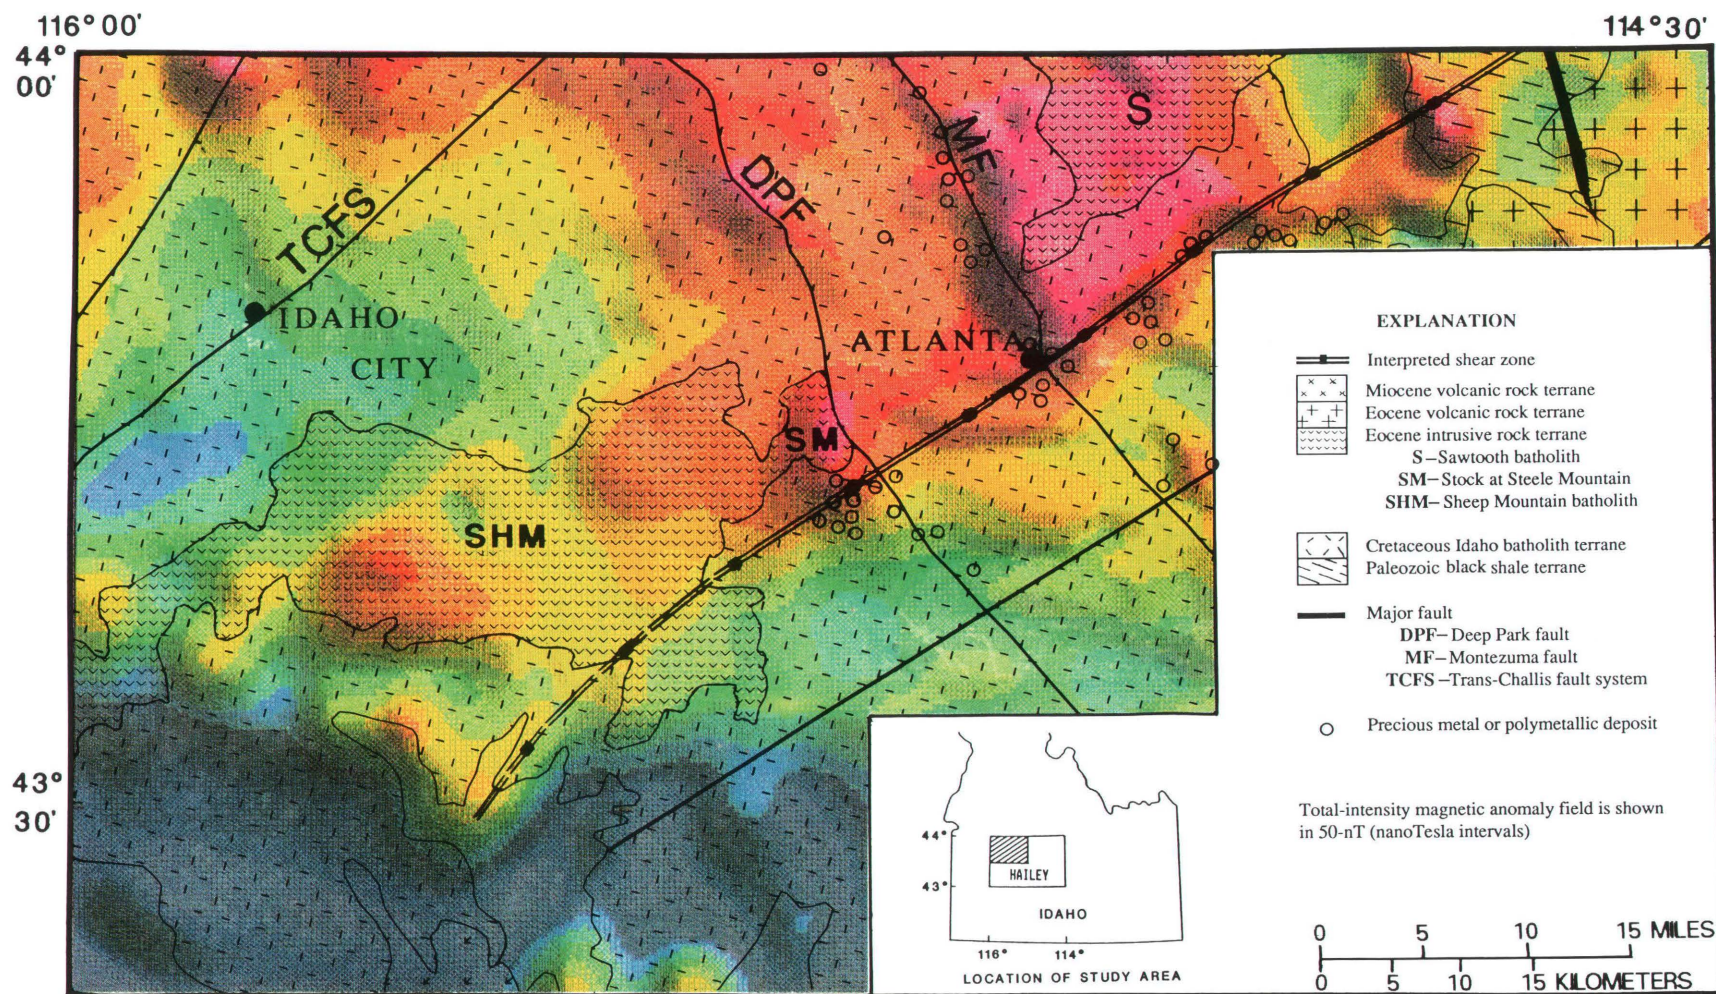 116° 00'
114° 30'
44°
00'
S
MF
DPF
TCFS
IDAHO
CITY
ATLANTA
SM
SHM
43°
30'
EXPLANATION
Interpreted shear zone
Miocene volcanic rock terrane
Eocene volcanic rock terrane
Eocene intrusive rock terrane
S–Sawtooth batholith
SM–Stock at Steele Mountain
SHM–Sheep Mountain batholith
Cretaceous Idaho batholith terrane
Paleozoic black shale terrane
Major fault
DPF–Deep Park fault
MF–Montezuma fault
TCFS–Trans-Challis fault system
Precious metal or polymetallic deposit
Total-intensity magnetic anomaly field is shown
in 50-nT (nanoTesla intervals)
44°
43°
HAILEY
IDAHO
116° 114°
LOCATION OF STUDY AREA
0 5 10 15 MILES
0 5 10 15 KILOMETERS